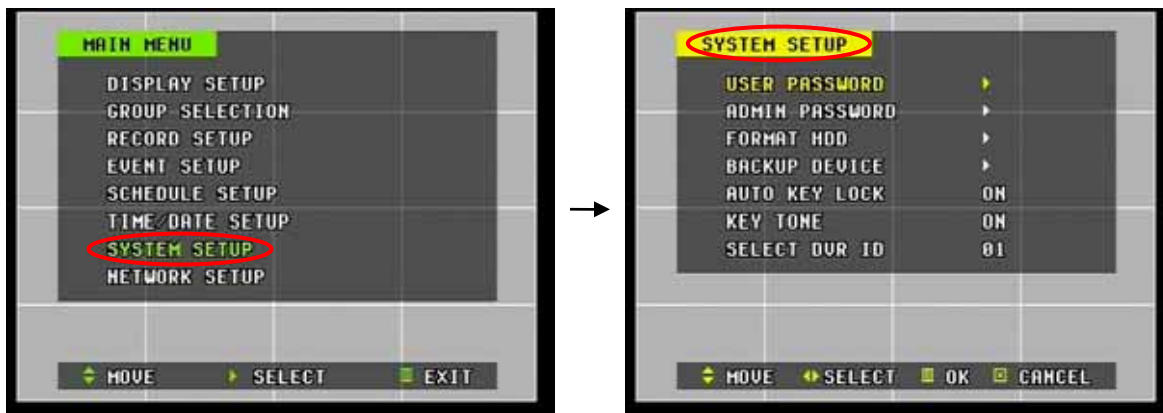 MAIN MENU
DISPLAY SETUP
GROUP SELECTION
RECORD SETUP
EVENT SETUP
SCHEDULE SETUP
TIME/DATE SETUP
SYSTEM SETUP
NETWORK SETUP
MOVE SELECT EXIT
SYSTEM SETUP
USER PASSWORD
ADMIN PASSWORD
FORMAT HDD
BACKUP DEVICE
AUTO KEY LOCK ON
KEY TONE ON
SELECT DVR ID 01
MOVE SELECT OK CANCEL